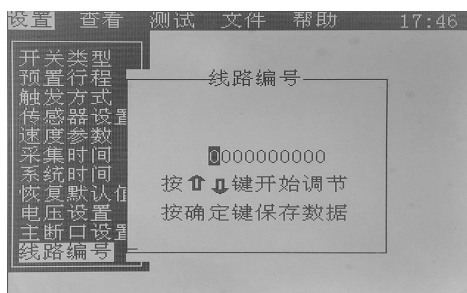 设置 查看 测试 文件 帮助 17:46
开关类型
预置行程
触发方式
传感器设置
速度参数
采集时间
系统时间
恢复默认值
电压设置
主断口设置
线路编号
线路编号
0000000000
按⇧⇩键开始调节
按确定键保存数据